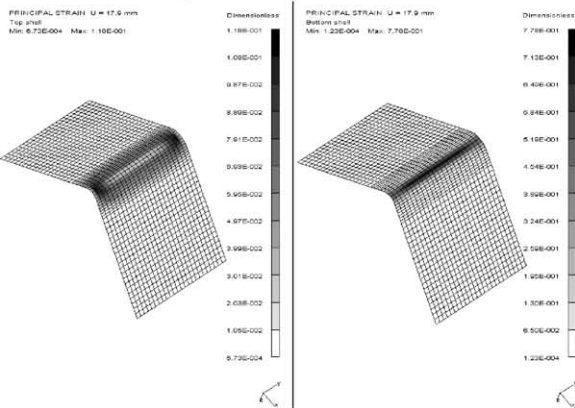 PRINCIPAL STRAIN U = 17.9 mm
Top shell
Min: 6.73E-004 Max: 1.18E-001
Dimensionless
1.18E-001
1.08E-001
9.87E-002
8.89E-002
7.91E-002
6.93E-002
5.95E-002
4.97E-002
3.99E-002
3.01E-002
2.03E-002
1.05E-002
6.73E-004
PRINCIPAL STRAIN U = 17.9 mm
Bottom shell
Min: 1.23E-004 Max: 7.78E-001
Dimensionless
7.78E-001
7.13E-001
6.49E-001
5.84E-001
5.19E-001
4.54E-001
3.89E-001
3.24E-001
2.59E-001
1.95E-001
1.30E-001
6.50E-002
1.23E-004